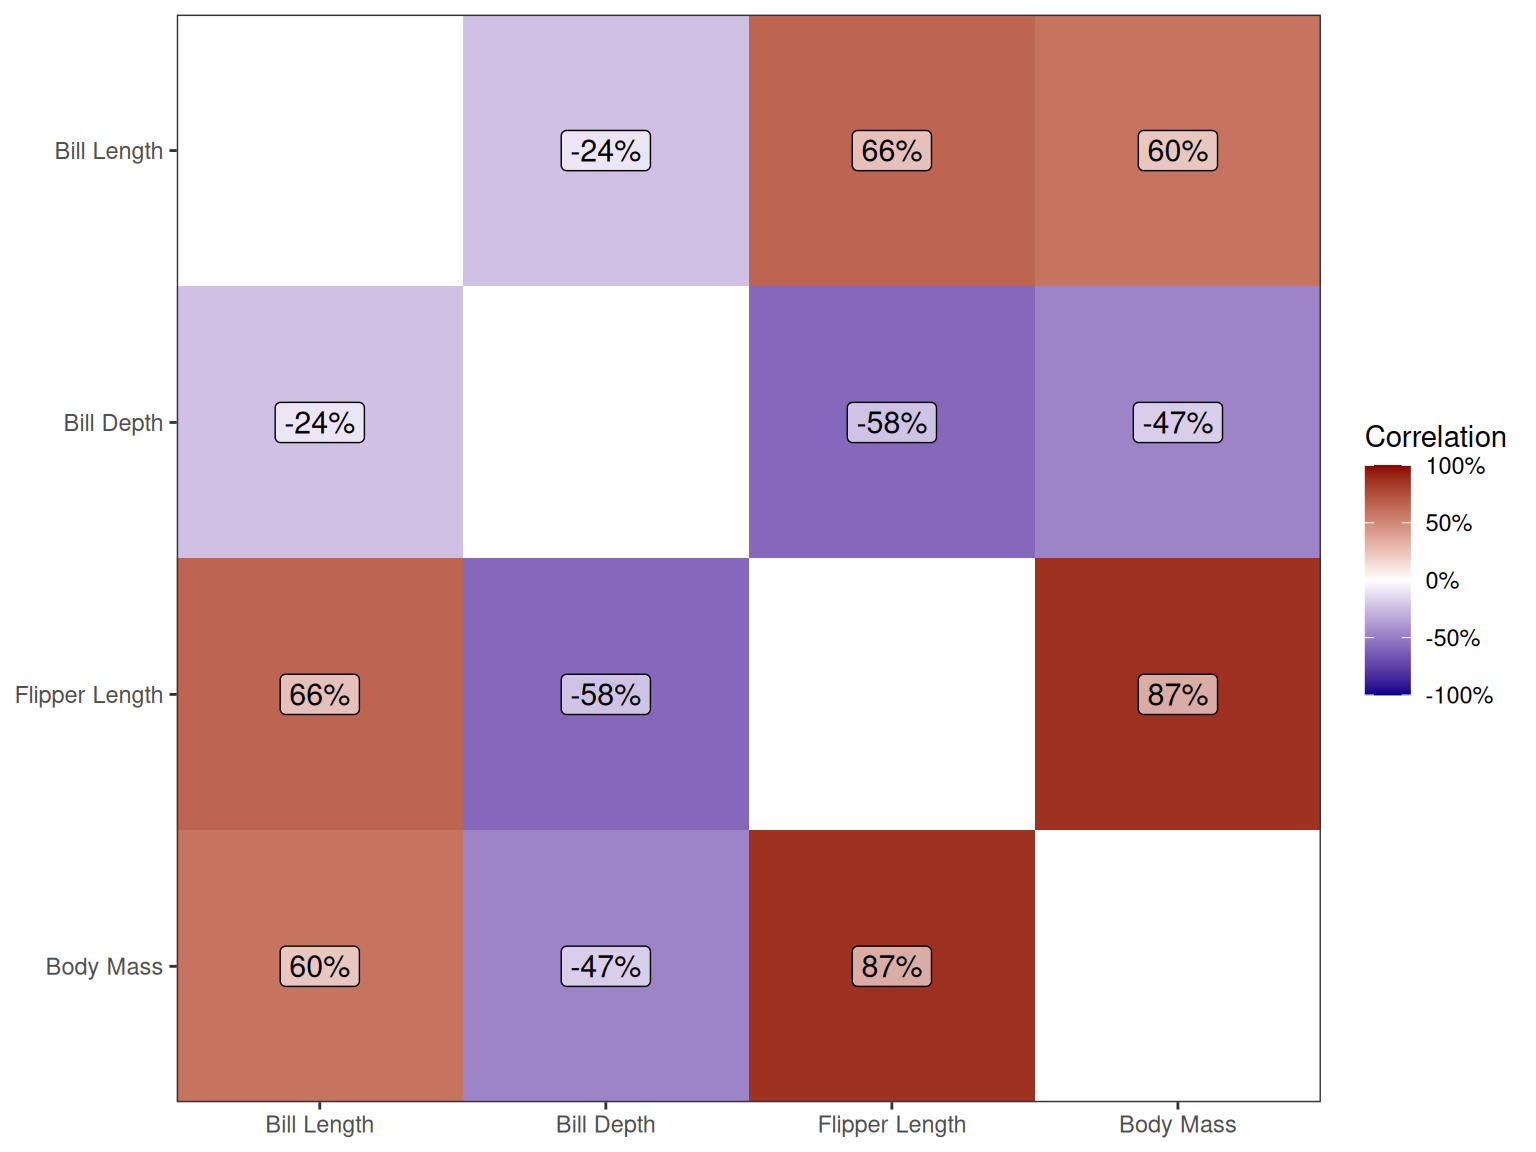 Bill Length
-24%
66%
60%
Bill Depth
-24%
-58%
-47%
Flipper Length
66%
-58%
87%
Body Mass
60%
-47%
87%
Bill Length
Bill Depth
Flipper Length
Body Mass
Correlation
100%
50%
0%
-50%
-100%